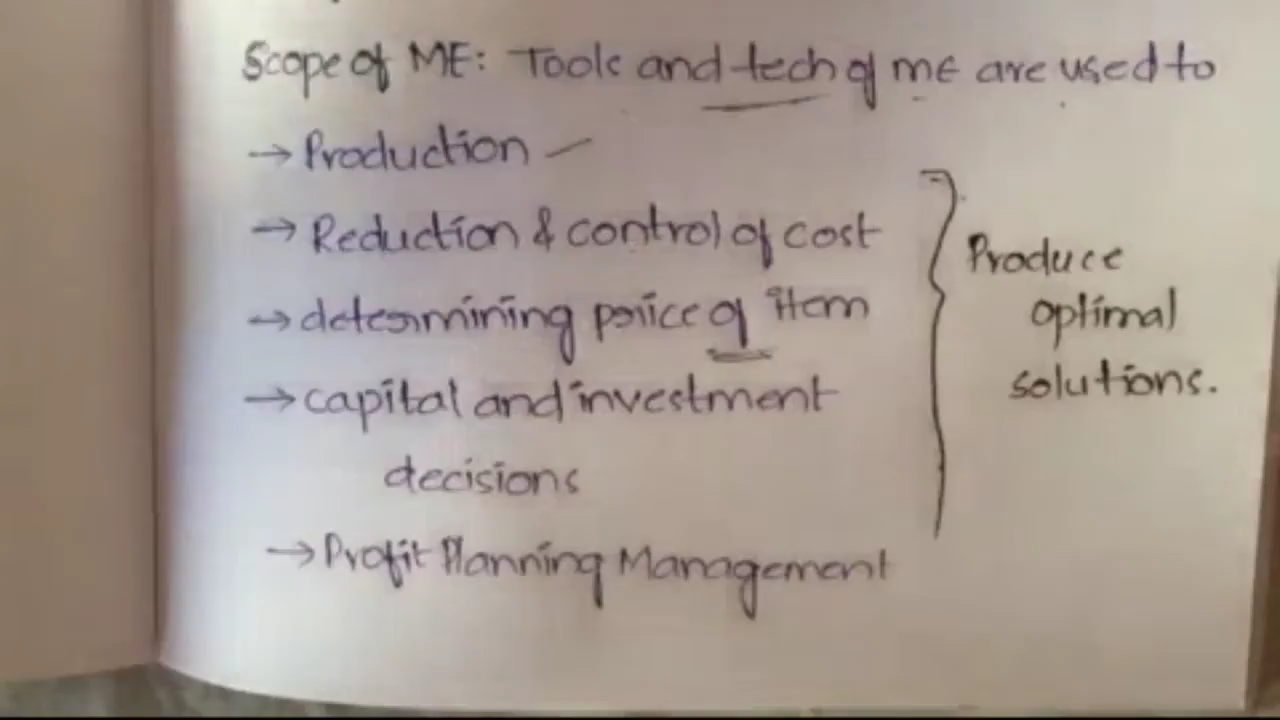 Scope of ME: Tools and tech of ME are used to
→ Production –
→ Reduction & control of cost
→ determining price of item
→ capital and investment
decisions
→ Profit Planning Management
Produce
optimal
solutions.